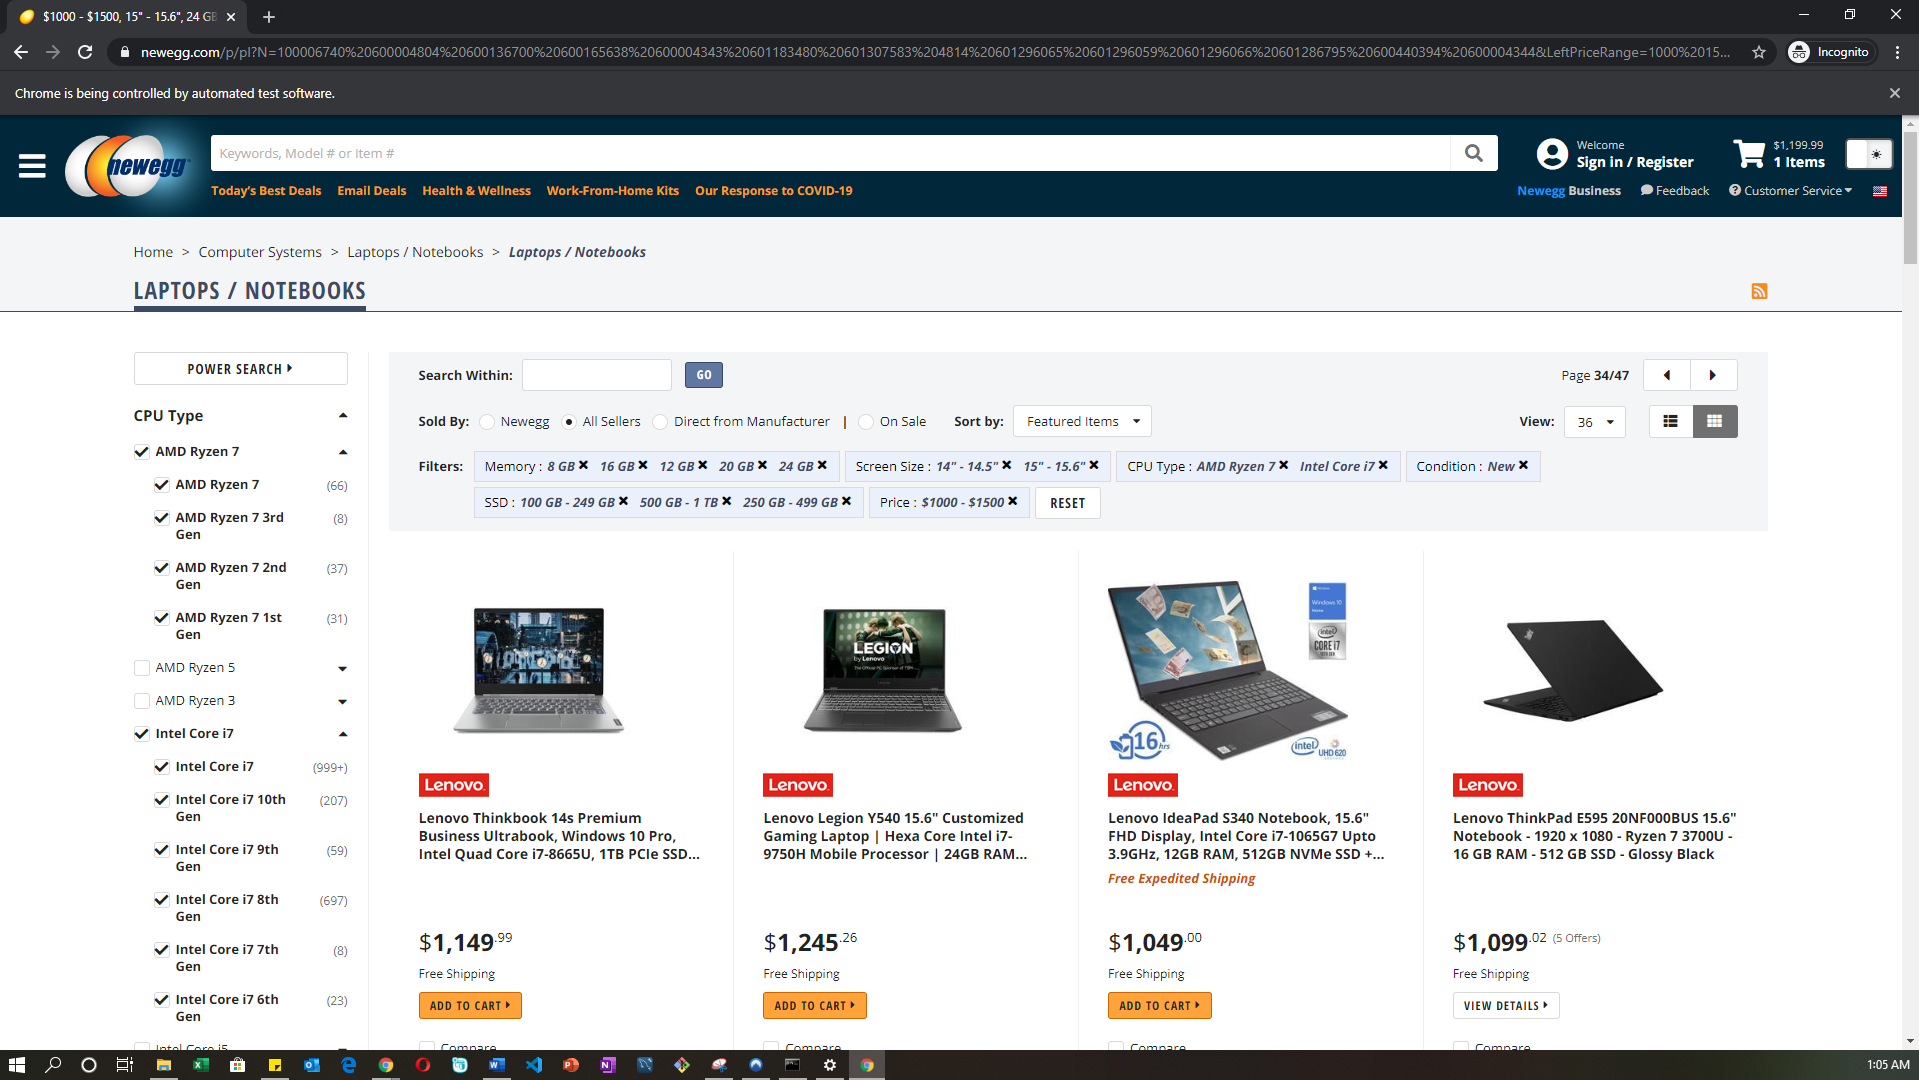 $1000 - $1500, 15" - 15.6", 24 GB
newegg.com/p/pl?N=100006740%20600004804%20600136700%20600165638%20600004343%20601183480%20601307583%204814%20601296065%20601296059%20601296066%20601286795%20600440394%20600004344&LeftPriceRange=1000%2015...
Incognito
Chrome is being controlled by automated test software.
newegg
Keywords, Model # or Item #
Welcome
Sign in / Register
$1,199.99
1 Items
Today's Best Deals Email Deals Health & Wellness Work-From-Home Kits Our Response to COVID-19
Newegg Business Feedback Customer Service
Home > Computer Systems > Laptops / Notebooks > Laptops / Notebooks
LAPTOPS / NOTEBOOKS
POWER SEARCH
CPU Type
AMD Ryzen 7
AMD Ryzen 7 (66)
AMD Ryzen 7 3rd Gen (8)
AMD Ryzen 7 2nd Gen (37)
AMD Ryzen 7 1st Gen (31)
AMD Ryzen 5
AMD Ryzen 3
Intel Core i7
Intel Core i7 (999+)
Intel Core i7 10th Gen (207)
Intel Core i7 9th Gen (59)
Intel Core i7 8th Gen (697)
Intel Core i7 7th Gen (8)
Intel Core i7 6th Gen (23)
Intel Core i5
Search Within: GO
Page 34/47
Sold By: Newegg All Sellers Direct from Manufacturer | On Sale Sort by: Featured Items
View: 36
Filters: Memory : 8 GB 16 GB 12 GB 20 GB 24 GB Screen Size : 14" - 14.5" 15" - 15.6" CPU Type : AMD Ryzen 7 Intel Core i7 Condition : New
SSD : 100 GB - 249 GB 500 GB - 1 TB 250 GB - 499 GB Price : $1000 - $1500 RESET
Lenovo
Lenovo Thinkbook 14s Premium
Business Ultrabook, Windows 10 Pro,
Intel Quad Core i7-8665U, 1TB PCIe SSD...
$1,149.99
Free Shipping
ADD TO CART
Compare
LEGION
by Lenovo
Lenovo
Lenovo Legion Y540 15.6" Customized
Gaming Laptop | Hexa Core Intel i7-
9750H Mobile Processor | 24GB RAM...
$1,245.26
Free Shipping
ADD TO CART
Compare
Windows 10
intel
CORE i7
16 hrs
intel UHD 620
Lenovo
Lenovo IdeaPad S340 Notebook, 15.6"
FHD Display, Intel Core i7-1065G7 Upto
3.9GHz, 12GB RAM, 512GB NVMe SSD +...
Free Expedited Shipping
$1,049.00
Free Shipping
ADD TO CART
Compare
Lenovo
Lenovo ThinkPad E595 20NF000BUS 15.6"
Notebook - 1920 x 1080 - Ryzen 7 3700U -
16 GB RAM - 512 GB SSD - Glossy Black
$1,099.02 (5 Offers)
Free Shipping
VIEW DETAILS
Compare
1:05 AM